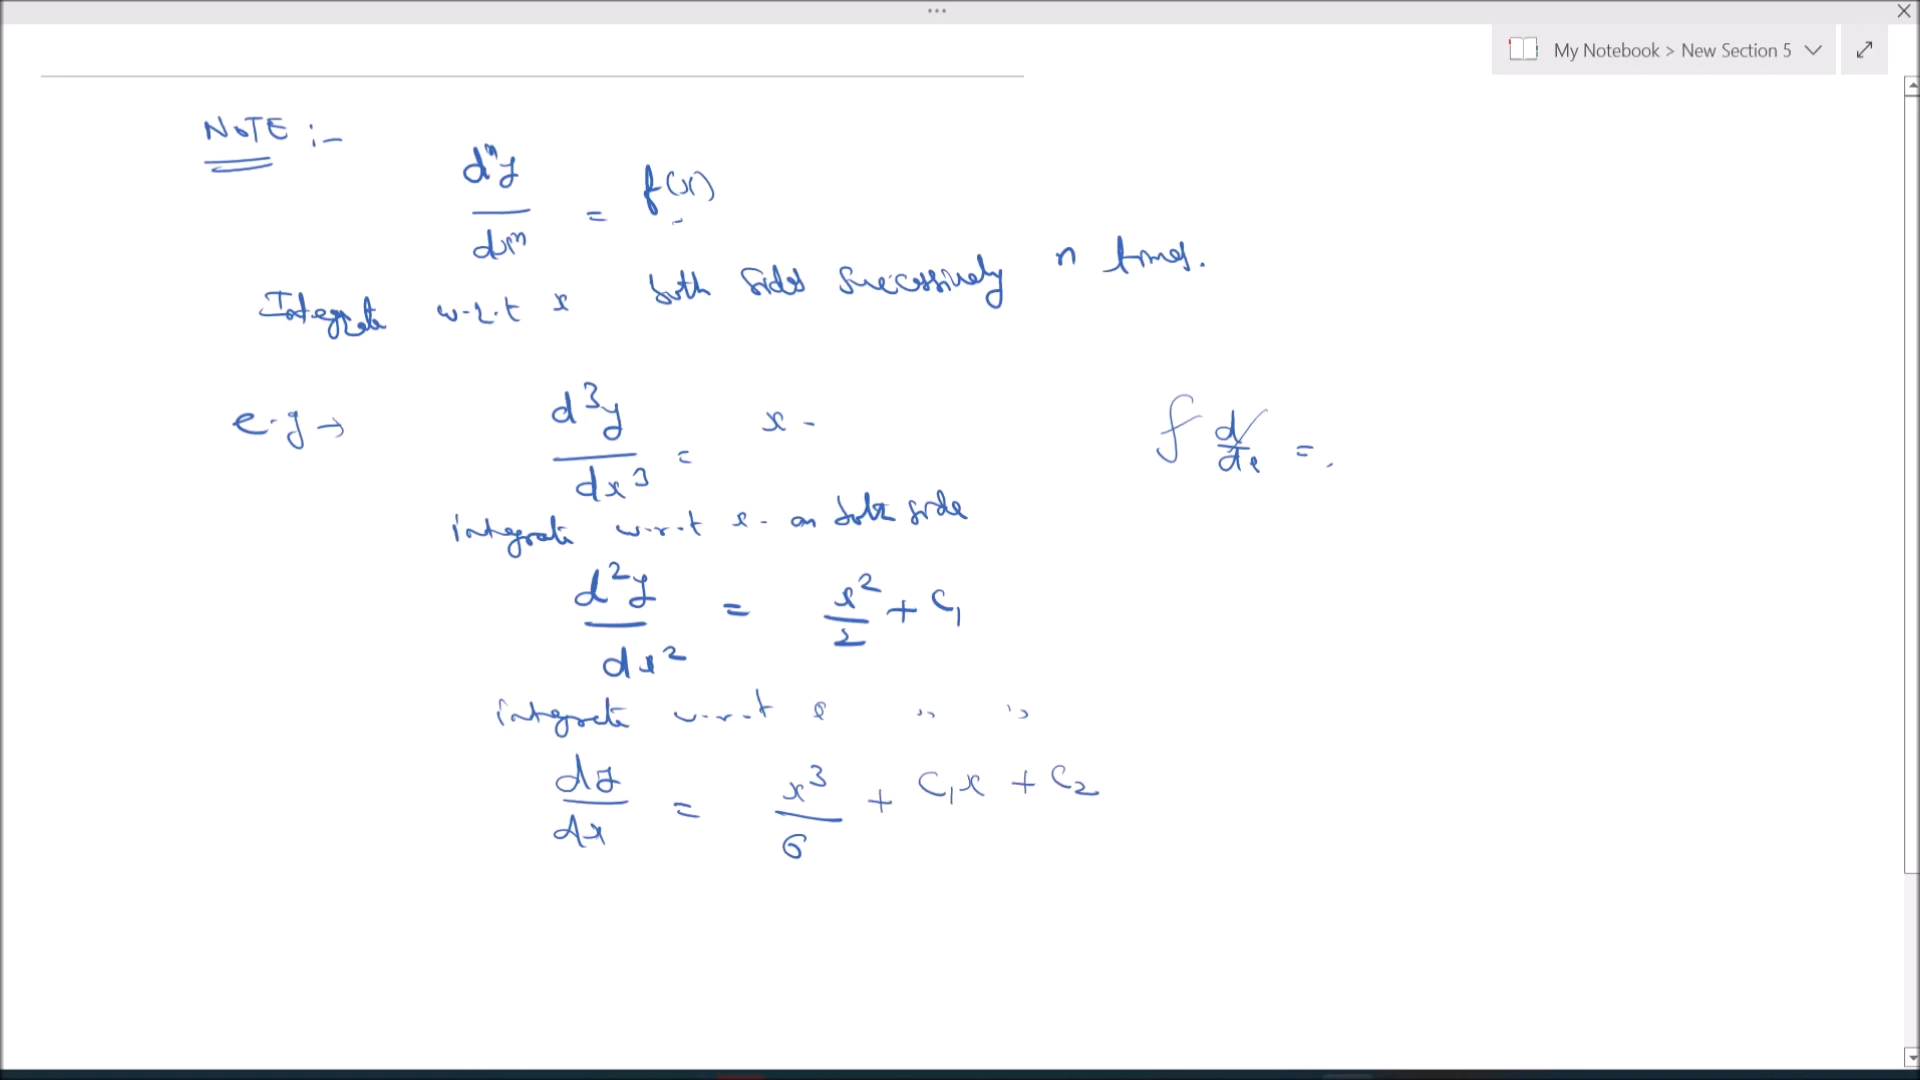 ...
My Notebook > New Section 5
NOTE :-
dⁿy/dxⁿ = f(x)
Integrate w.r.t x both sides successively n times.
e.g →
d³y/dx³ = x -
∫ d/dx = .
integrate w.r.t x - on both side
d²y/dx² = x²/2 + C₁
integrate w.r.t x " "
dy/dx = x³/6 + C₁x + C₂